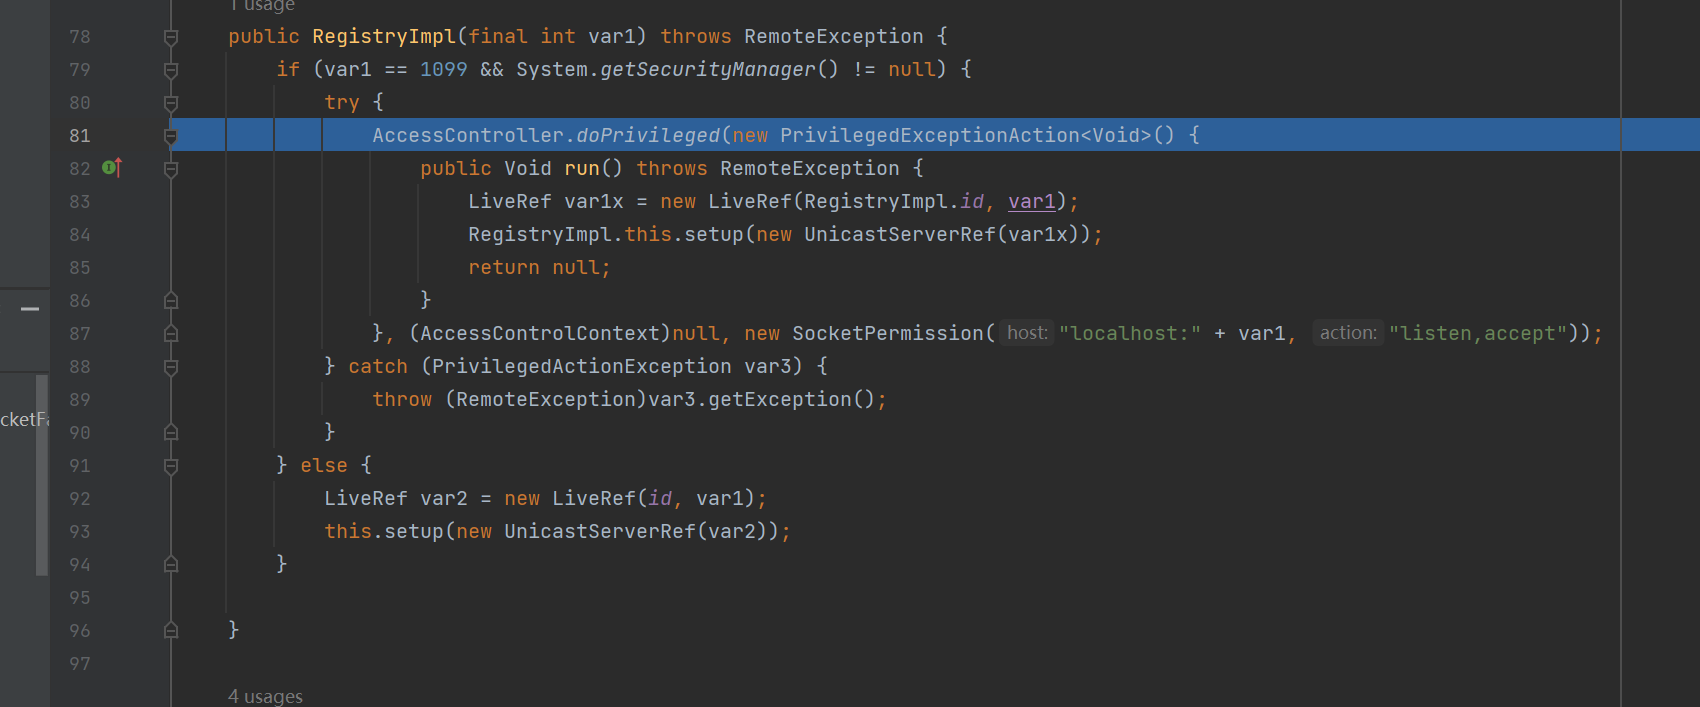 1 usage
78 public RegistryImpl(final int var1) throws RemoteException {
79 if (var1 == 1099 && System.getSecurityManager() != null) {
80 try {
81 AccessController.doPrivileged(new PrivilegedExceptionAction<Void>() {
82 public Void run() throws RemoteException {
83 LiveRef var1x = new LiveRef(RegistryImpl.id, var1);
84 RegistryImpl.this.setup(new UnicastServerRef(var1x));
85 return null;
86 }
87 }, (AccessControlContext)null, new SocketPermission( host: "localhost:" + var1, action: "listen,accept"));
88 } catch (PrivilegedActionException var3) {
89 throw (RemoteException)var3.getException();
cketFa
90 }
91 } else {
92 LiveRef var2 = new LiveRef(id, var1);
93 this.setup(new UnicastServerRef(var2));
94 }
95
96 }
97
4 usages